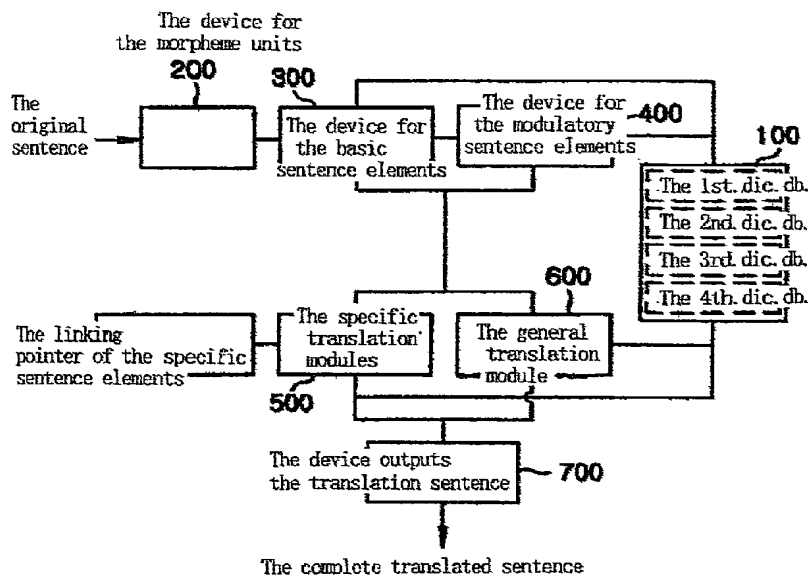 The device for
the morpheme units
200
300
400
100
The
original
sentence
The device for
the basic
sentence elements
The device for
the modulatory
sentence elements
The 1st. dic. db.
The 2nd. dic. db.
The 3rd. dic. db.
The 4th. dic. db.
600
The linking
pointer of the specific
sentence elements
The specific
translation
modules
500
The general
translation
module
The device outputs
the translation sentence
700
The complete translated sentence